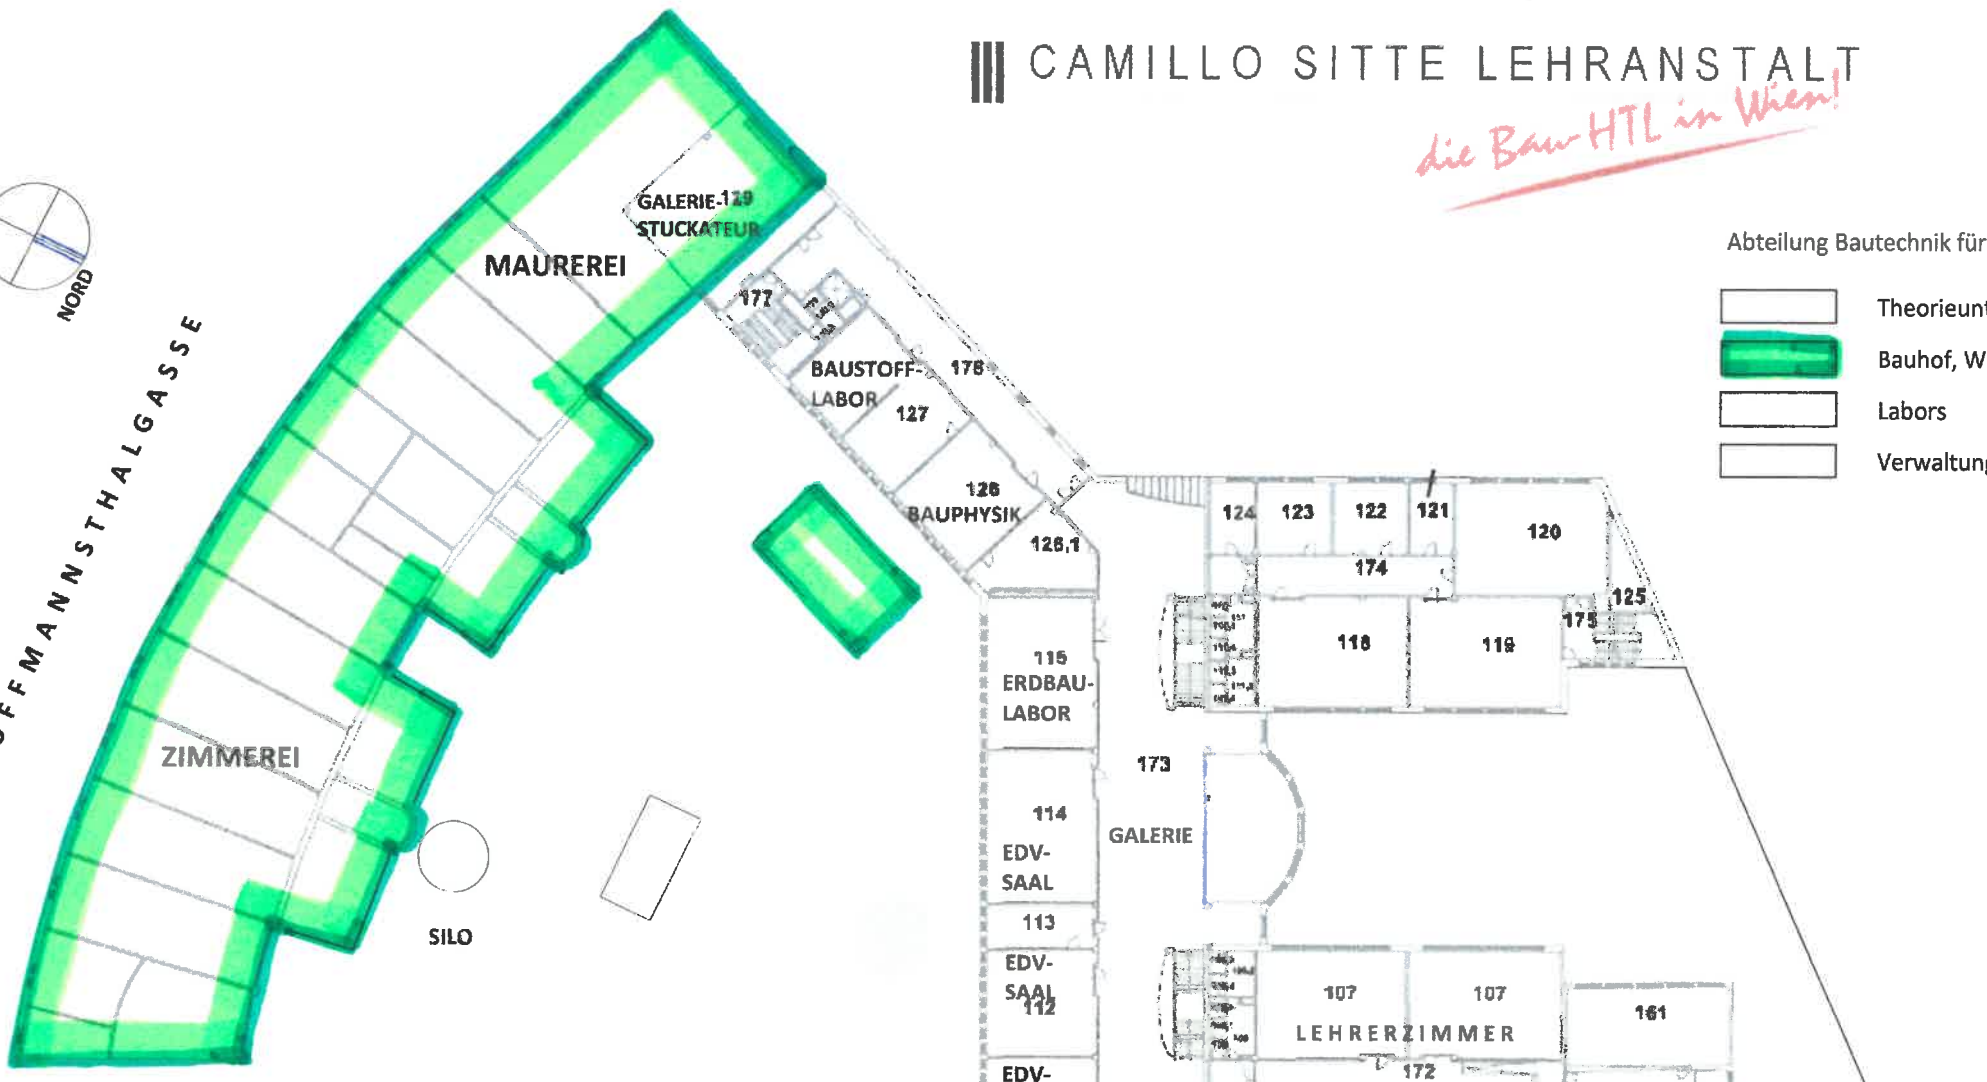 CAMILLO SITTE LEHRANSTALT
die Bau-HTL in Wien!
Abteilung Bautechnik für
Theorieunt
Bauhof, W
Labors
Verwaltung
NORD
OFFMANNSTHALGASSE
GALERIE-129
STUCKATEUR
MAUREREI
177
BAUSTOFF-
LABOR
127
178
126
BAUPHYSIK
126,1
124
123
122
121
120
174
125
175
118
119
115
ERDBAU-
LABOR
173
ZIMMEREI
114
GALERIE
EDV-
SAAL
SILO
113
EDV-
SAAL
112
107
107
161
LEHRERZIMMER
172
EDV-